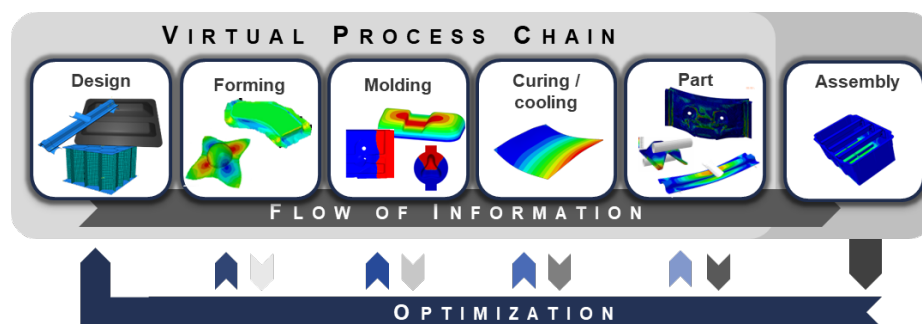 VIRTUAL PROCESS CHAIN
Design
Forming
Molding
Curing /
cooling
Part
Assembly
FLOW OF INFORMATION
OPTIMIZATION